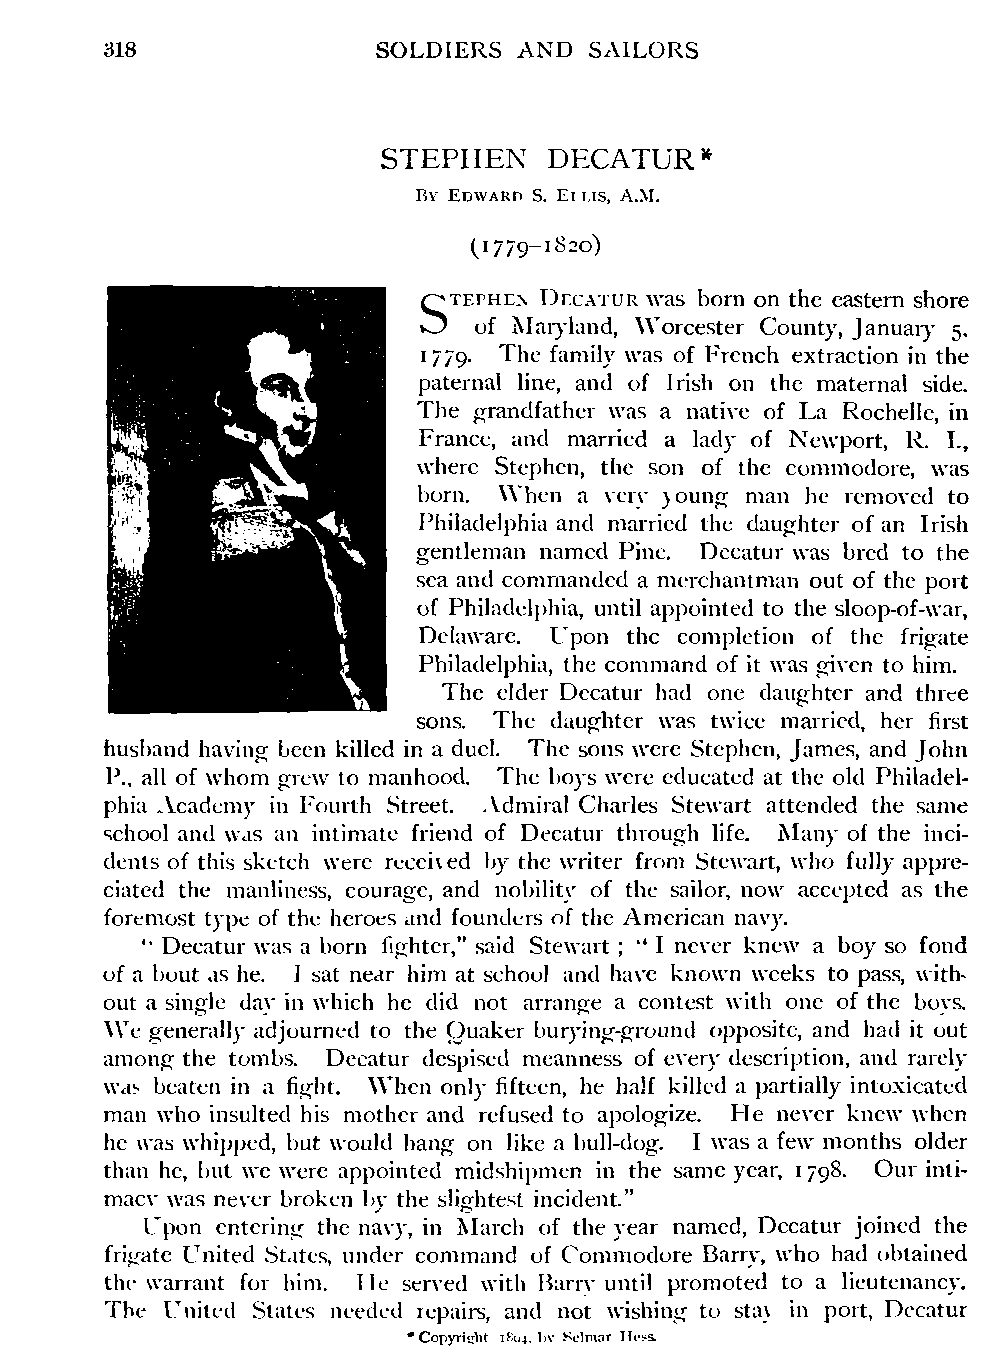 318 SOLDIERS AND SAILORS
STEPHEN DECATUR*
BY EDWARD S. ELLIS, A.M.
(1779–1820)
STEPHEN DECATUR was born on the eastern shore
of Maryland, Worcester County, January 5,
1779. The family was of French extraction in the
paternal line, and of Irish on the maternal side.
The grandfather was a native of La Rochelle, in
France, and married a lady of Newport, R. I.,
where Stephen, the son of the commodore, was
born. When a very young man he removed to
Philadelphia and married the daughter of an Irish
gentleman named Pine. Decatur was bred to the
sea and commanded a merchantman out of the port
of Philadelphia, until appointed to the sloop-of-war,
Delaware. Upon the completion of the frigate
Philadelphia, the command of it was given to him.
The elder Decatur had one daughter and three
sons. The daughter was twice married, her first
husband having been killed in a duel. The sons were Stephen, James, and John
P., all of whom grew to manhood. The boys were educated at the old Philadel-
phia Academy in Fourth Street. Admiral Charles Stewart attended the same
school and was an intimate friend of Decatur through life. Many of the inci-
dents of this sketch were received by the writer from Stewart, who fully appre-
ciated the manliness, courage, and nobility of the sailor, now accepted as the
foremost type of the heroes and founders of the American navy.
“ Decatur was a born fighter,” said Stewart ; “ I never knew a boy so fond
of a bout as he. I sat near him at school and have known weeks to pass, with-
out a single day in which he did not arrange a contest with one of the boys.
We generally adjourned to the Quaker burying-ground opposite, and had it out
among the tombs. Decatur despised meanness of every description, and rarely
was beaten in a fight. When only fifteen, he half killed a partially intoxicated
man who insulted his mother and refused to apologize. He never knew when
he was whipped, but would hang on like a bull-dog. I was a few months older
than he, but we were appointed midshipmen in the same year, 1798. Our inti-
macy was never broken by the slightest incident.”
Upon entering the navy, in March of the year named, Decatur joined the
frigate United States, under command of Commodore Barry, who had obtained
the warrant for him. He served with Barry until promoted to a lieutenancy.
The United States needed repairs, and not wishing to stay in port, Decatur
* Copyright 1894, by Selmar Hess.